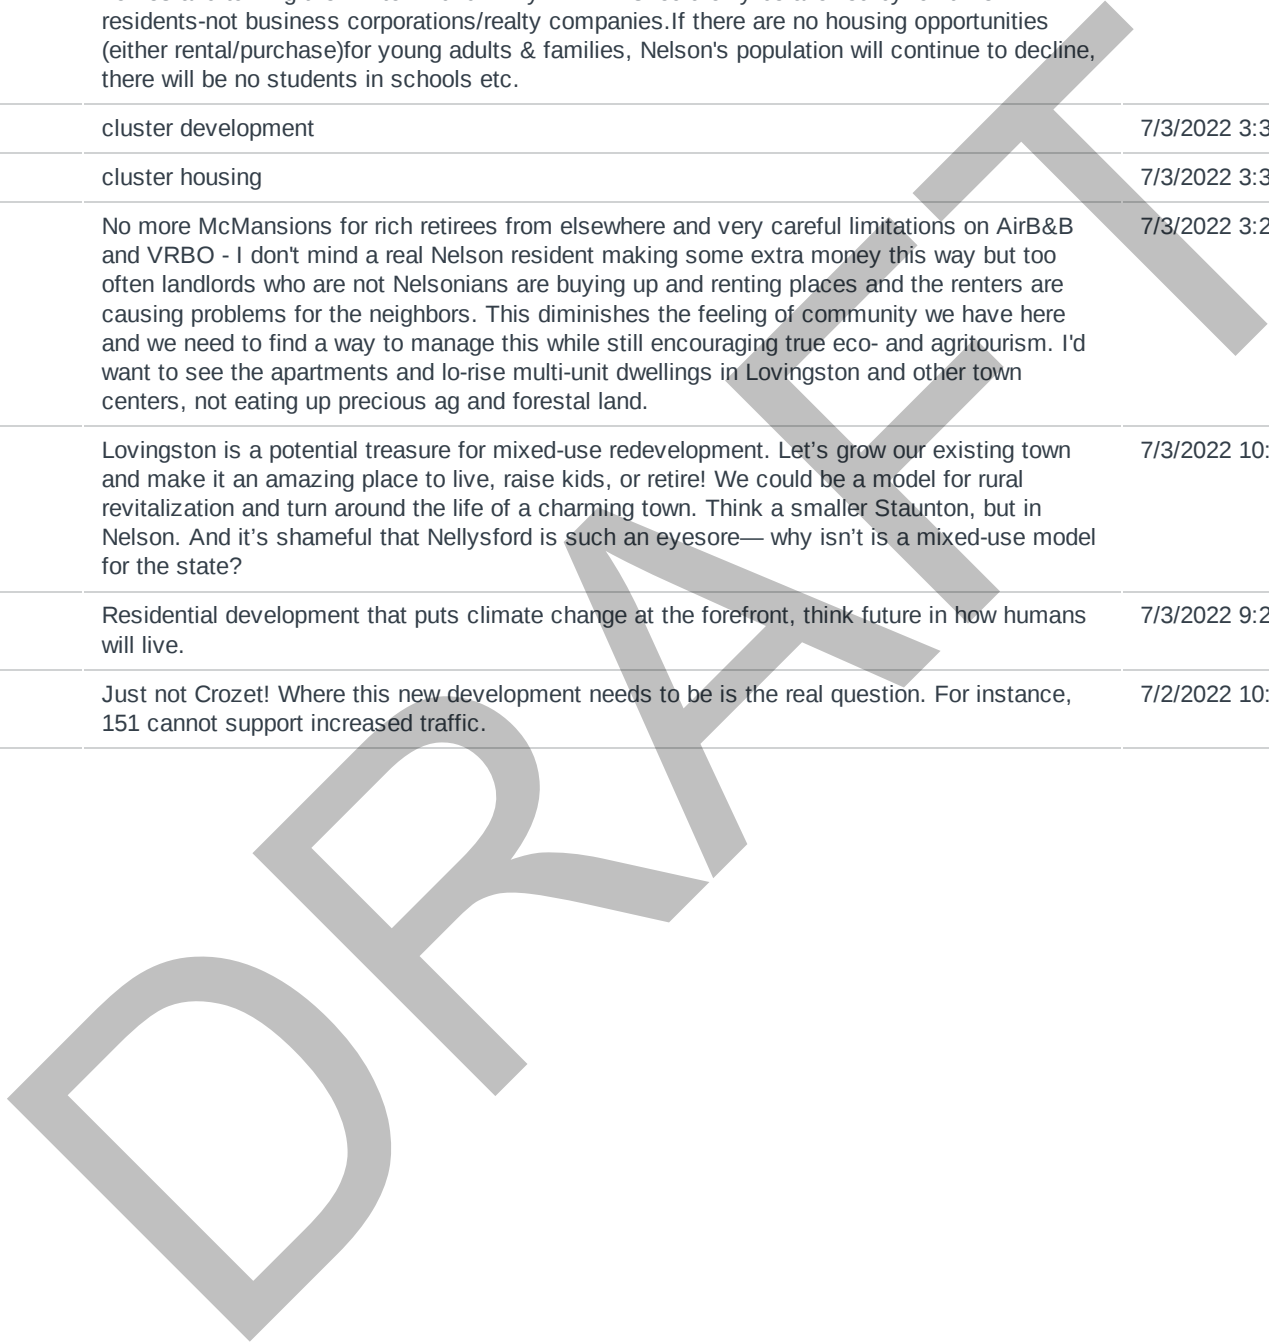 residents-not business corporations/realty companies.If there are no housing opportunities
(either rental/purchase)for young adults & families, Nelson's population will continue to decline,
there will be no students in schools etc.
cluster development 7/3/2022 3:3
cluster housing 7/3/2022 3:3
No more McMansions for rich retirees from elsewhere and very careful limitations on AirB&B 7/3/2022 3:2
and VRBO - I don't mind a real Nelson resident making some extra money this way but too
often landlords who are not Nelsonians are buying up and renting places and the renters are
causing problems for the neighbors. This diminishes the feeling of community we have here
and we need to find a way to manage this while still encouraging true eco- and agritourism. I'd
want to see the apartments and lo-rise multi-unit dwellings in Lovingston and other town
centers, not eating up precious ag and forestal land.
Lovingston is a potential treasure for mixed-use redevelopment. Let’s grow our existing town 7/3/2022 10:
and make it an amazing place to live, raise kids, or retire! We could be a model for rural
revitalization and turn around the life of a charming town. Think a smaller Staunton, but in
Nelson. And it’s shameful that Nellysford is such an eyesore— why isn’t is a mixed-use model
for the state?
Residential development that puts climate change at the forefront, think future in how humans 7/3/2022 9:2
will live.
Just not Crozet! Where this new development needs to be is the real question. For instance, 7/2/2022 10:
151 cannot support increased traffic.
DRAFT